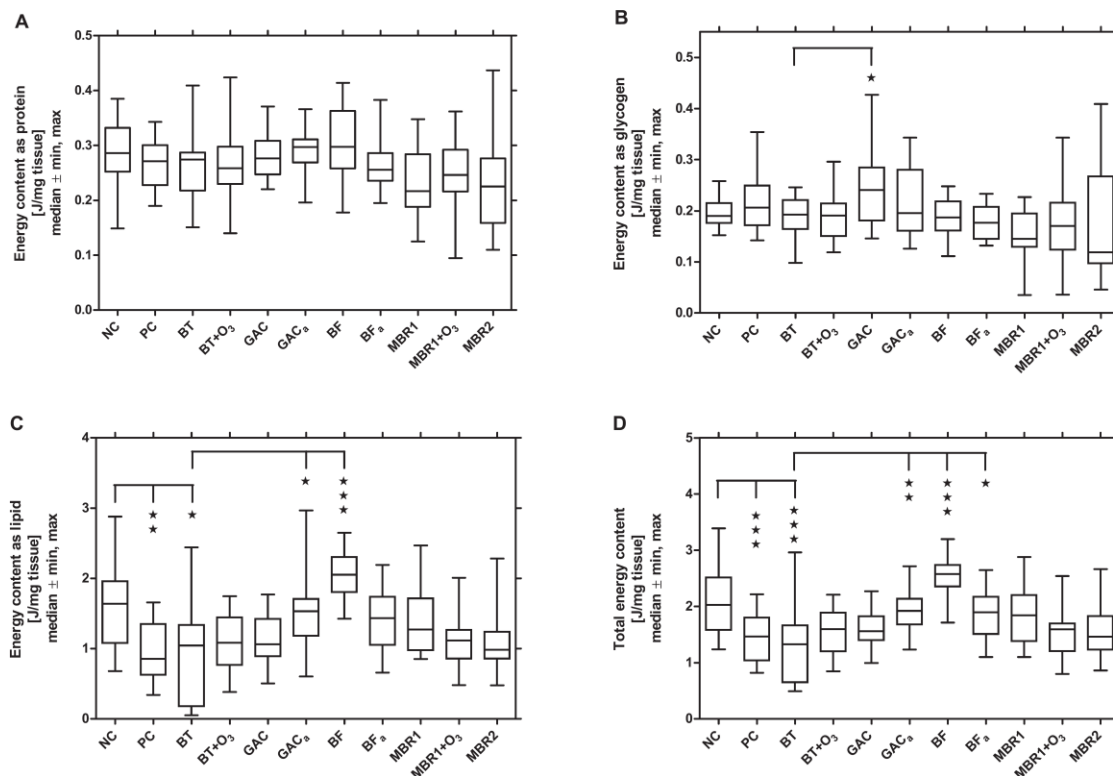 A
Energy content as protein
[J/mg tissue]
median ± min, max
0.5
0.4
0.3
0.2
0.1
0.0
NC
PC
BT
BT+O₃
GAC
GACₐ
BF
BFₐ
MBR1
MBR1+O₃
MBR2
B
Energy content as glycogen
[J/mg tissue]
median ± min, max
0.5
0.4
0.3
0.2
0.1
0.0
★
NC
PC
BT
BT+O₃
GAC
GACₐ
BF
BFₐ
MBR1
MBR1+O₃
MBR2
C
Energy content as lipid
[J/mg tissue]
median ± min, max
4
3
2
1
0
★
★
★
★
★
★
★
NC
PC
BT
BT+O₃
GAC
GACₐ
BF
BFₐ
MBR1
MBR1+O₃
MBR2
D
Total energy content
[J/mg tissue]
median ± min, max
5
4
3
2
1
0
★
★
★
★
★
★
★
★
★
★
★
★
NC
PC
BT
BT+O₃
GAC
GACₐ
BF
BFₐ
MBR1
MBR1+O₃
MBR2